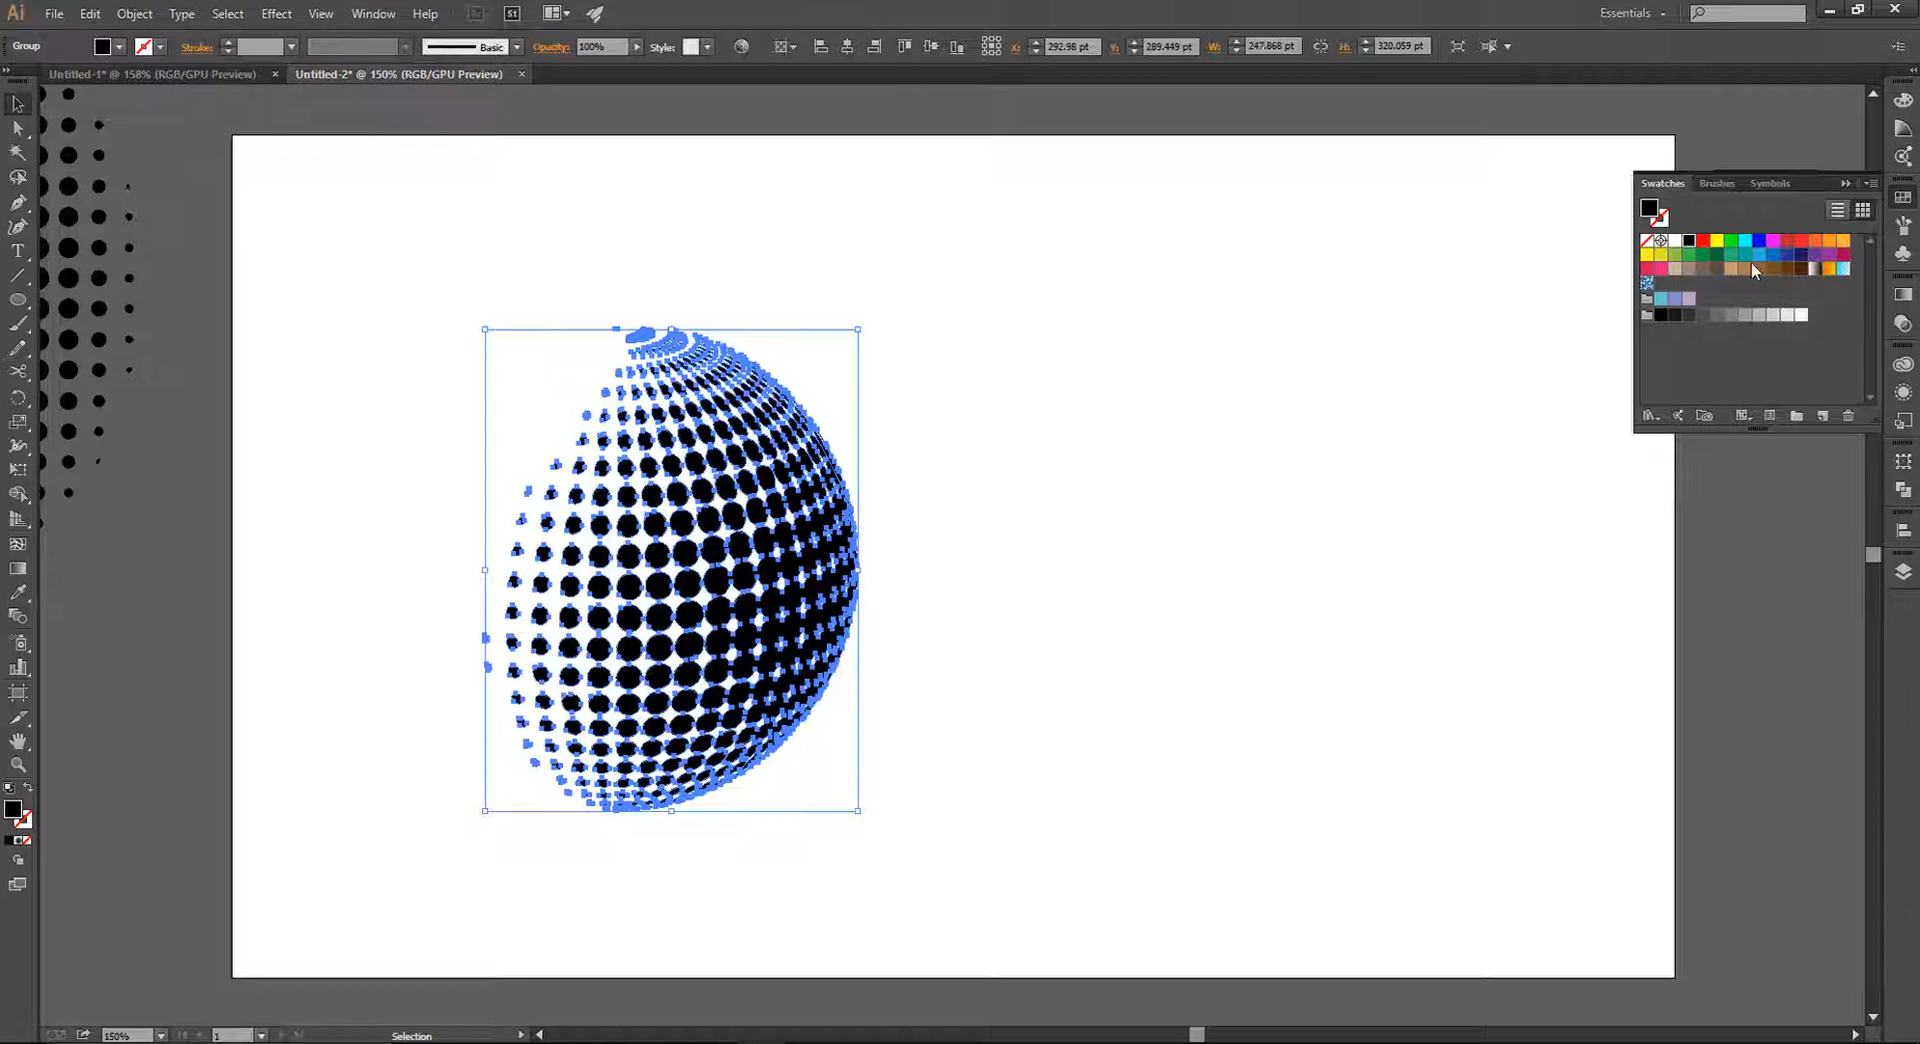 Ai File Edit Object Type Select Effect View Window Help Br St Essentials
Group Stroke: Basic Opacity: 100% Style: X: 292.98 pt Y: 289.449 pt W: 247.868 pt H: 320.059 pt
Untitled-1* @ 158% (RGB/GPU Preview) × Untitled-2* @ 150% (RGB/GPU Preview) ×
Swatches Brushes Symbols
T
150% 1 Selection